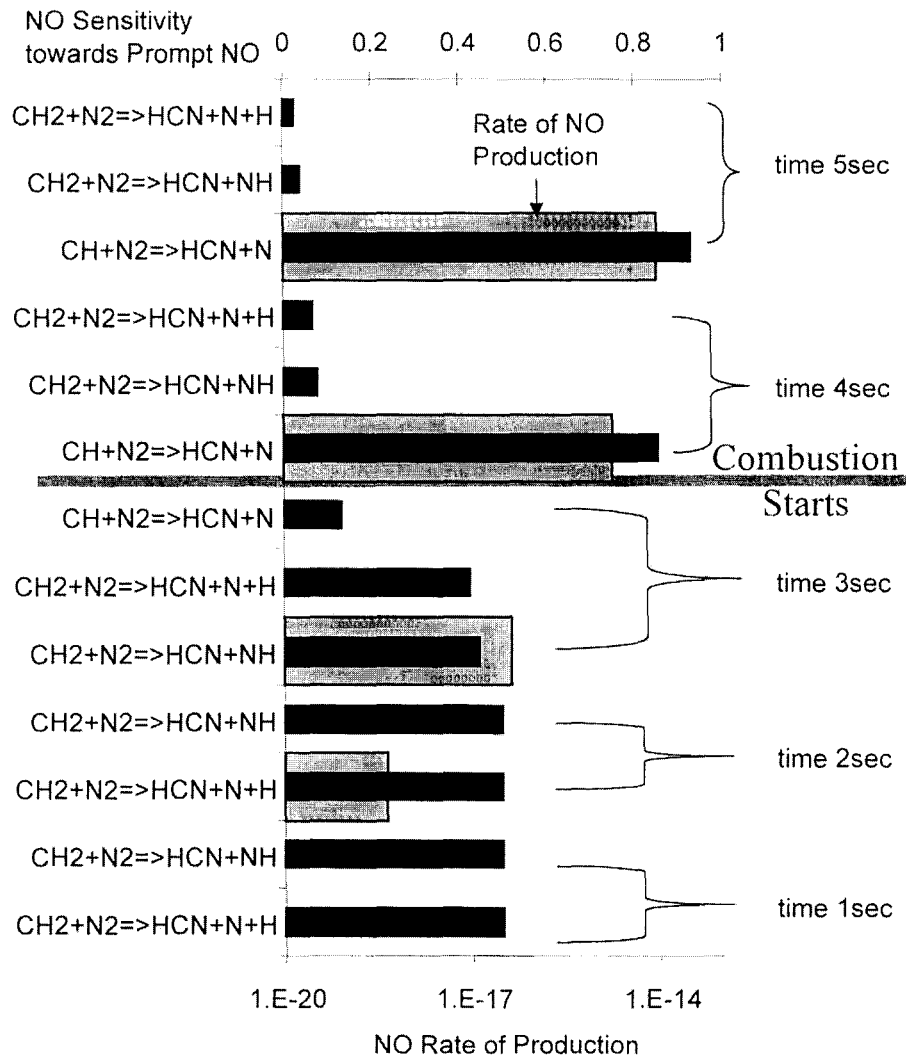 NO Sensitivity
towards Prompt NO
0 0.2 0.4 0.6 0.8 1
CH2+N2=>HCN+N+H
Rate of NO
Production
CH2+N2=>HCN+NH
time 5sec
CH+N2=>HCN+N
CH2+N2=>HCN+N+H
CH2+N2=>HCN+NH
time 4sec
CH+N2=>HCN+N
Combustion
Starts
CH+N2=>HCN+N
CH2+N2=>HCN+N+H
time 3sec
CH2+N2=>HCN+NH
CH2+N2=>HCN+NH
time 2sec
CH2+N2=>HCN+N+H
CH2+N2=>HCN+NH
time 1sec
CH2+N2=>HCN+N+H
1.E-20 1.E-17 1.E-14
NO Rate of Production